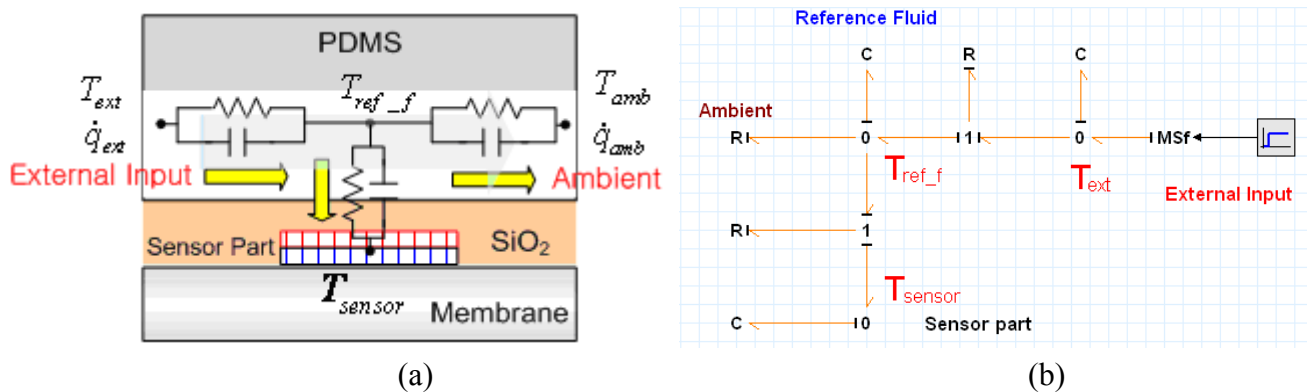 PDMS
T_ext
T_ref_f
T_amb
q̇_ext
q̇_amb
External Input
Ambient
Sensor Part
SiO₂
T_sensor
Membrane
(a)
Reference Fluid
C R C
Ambient
R 0 1 0 MSf
T_ref_f
T_ext
External Input
R 1
T_sensor
C 0 Sensor part
(b)